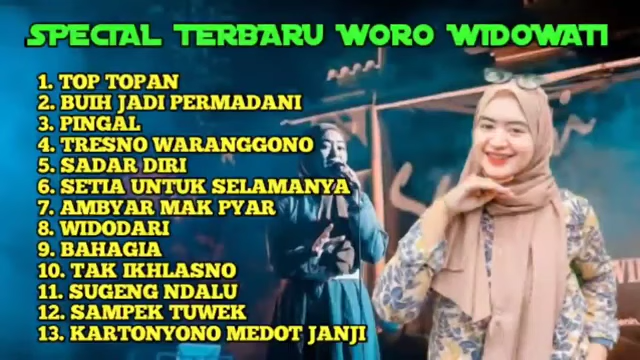 SPECIAL TERBARU WORO WIDOWATI
1. TOP TOPAN
2. BUIH JADI PERMADANI
3. PINGAL
4. TRESNO WARANGGONO
5. SADAR DIRI
6. SETIA UNTUK SELAMANYA
7. AMBYAR MAK PYAR
8. WIDODARI
9. BAHAGIA
10. TAK IKHLASNO
11. SUGENG NDALU
12. SAMPEK TUWEK
13. KARTONYONO MEDOT JANJI